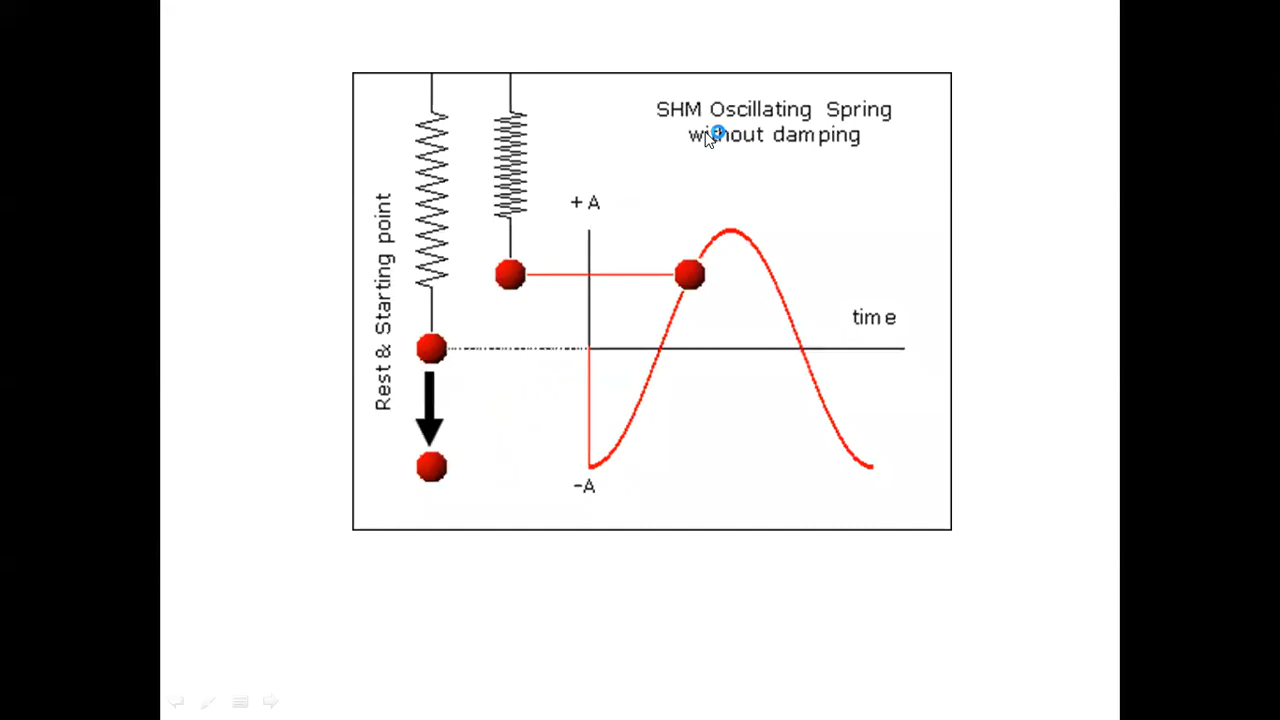 SHM Oscillating Spring
without damping
Rest & Starting point
+ A
time
-A